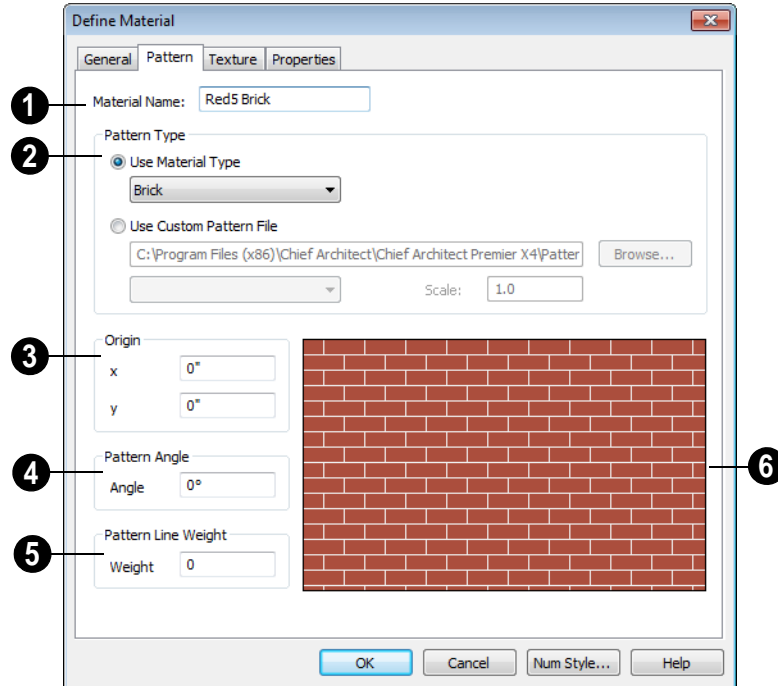 Define Material
General Pattern Texture Properties
1 Material Name: Red5 Brick
Pattern Type
2 Use Material Type
Brick
Use Custom Pattern File
C:\Program Files (x86)\Chief Architect\Chief Architect Premier X4\Patter Browse...
Scale: 1.0
3 Origin
x 0"
y 0"
4 Pattern Angle
Angle 0°
5 Pattern Line Weight
Weight 0
6
OK Cancel Num Style... Help